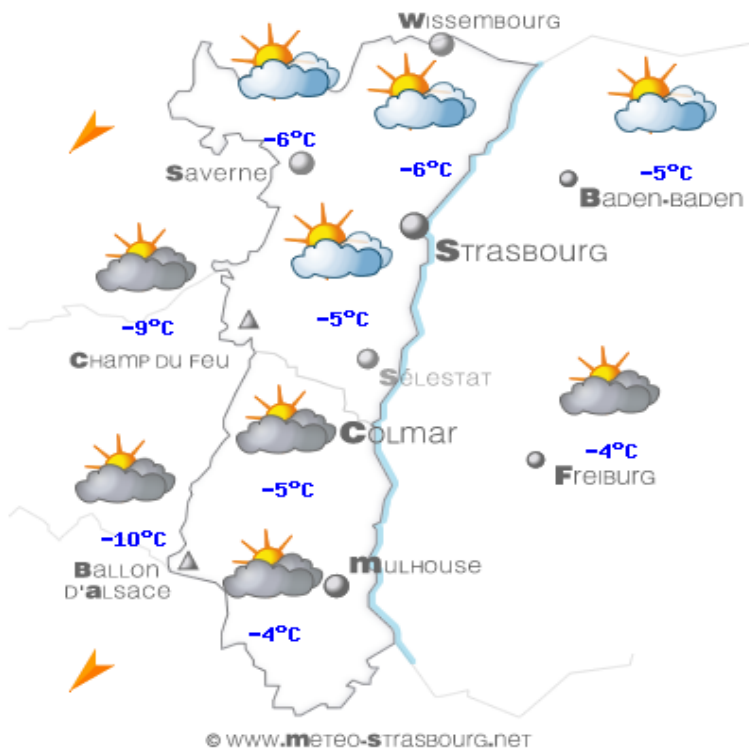 Wissembourg
-6°C
Saverne
-6°C
-5°C
Baden-Baden
Strasbourg
-9°C
Champ du Feu
-5°C
Sélestat
Colmar
-4°C
Freiburg
-5°C
-10°C
Ballon
d'Alsace
Mulhouse
-4°C
© www.meteo-strasbourg.net